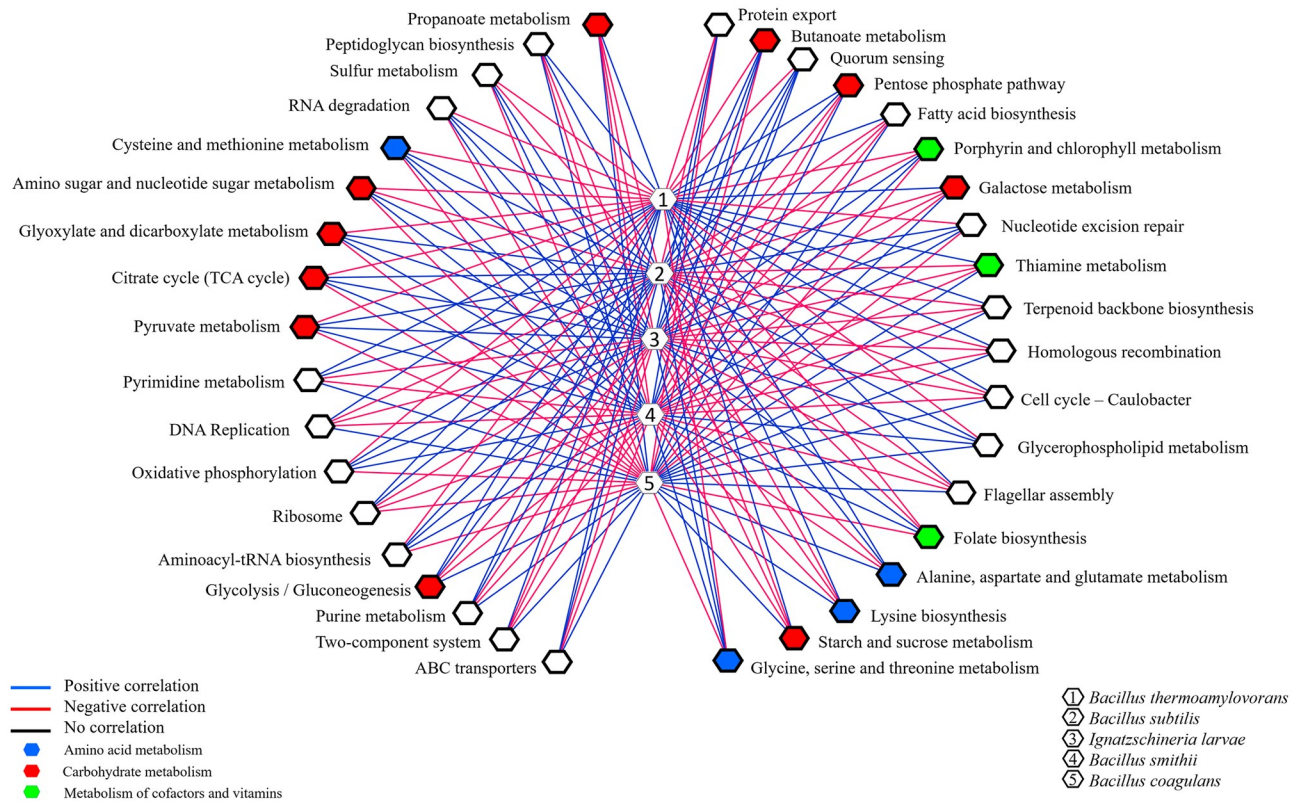 Propanoate metabolism
Peptidoglycan biosynthesis
Sulfur metabolism
RNA degradation
Cysteine and methionine metabolism
Amino sugar and nucleotide sugar metabolism
Glyoxylate and dicarboxylate metabolism
Citrate cycle (TCA cycle)
Pyruvate metabolism
Pyrimidine metabolism
DNA Replication
Oxidative phosphorylation
Ribosome
Aminoacyl-tRNA biosynthesis
Glycolysis / Gluconeogenesis
Purine metabolism
Two-component system
ABC transporters
Protein export
Butanoate metabolism
Quorum sensing
Pentose phosphate pathway
Fatty acid biosynthesis
Porphyrin and chlorophyll metabolism
Galactose metabolism
Nucleotide excision repair
Thiamine metabolism
Terpenoid backbone biosynthesis
Homologous recombination
Cell cycle – Caulobacter
Glycerophospholipid metabolism
Flagellar assembly
Folate biosynthesis
Alanine, aspartate and glutamate metabolism
Lysine biosynthesis
Starch and sucrose metabolism
Glycine, serine and threonine metabolism
1
2
3
4
5
Positive correlation
Negative correlation
No correlation
Amino acid metabolism
Carbohydrate metabolism
Metabolism of cofactors and vitamins
1 Bacillus thermoamylovorans
2 Bacillus subtilis
3 Ignatzschineria larvae
4 Bacillus smithii
5 Bacillus coagulans